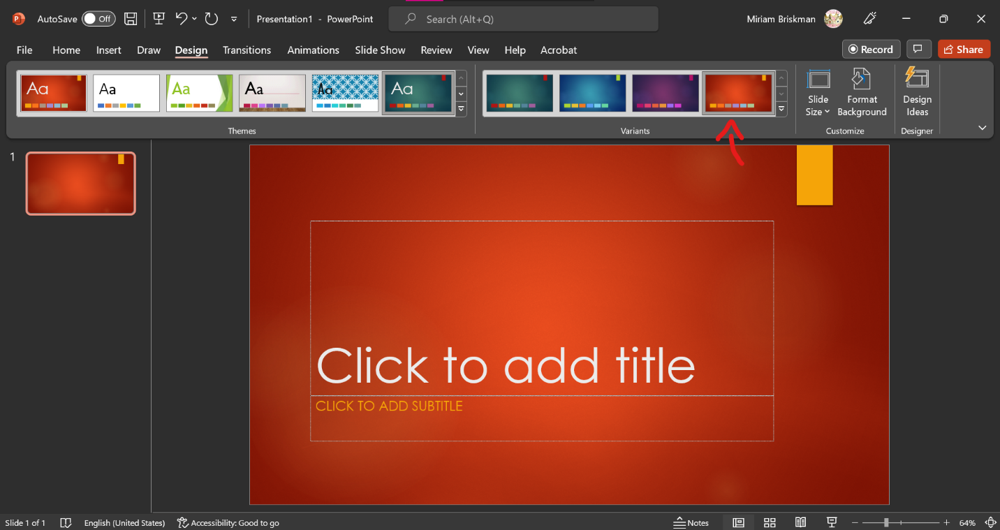 AutoSave Off Presentation1 - PowerPoint Search (Alt+Q) Miriam Briskman
File Home Insert Draw Design Transitions Animations Slide Show Review View Help Acrobat Record Share
Aa Aa Aa Aa Aa Aa
Slide Size Format Background Design Ideas
Themes Variants Customize Designer
1
Click to add title
CLICK TO ADD SUBTITLE
Slide 1 of 1 English (United States) Accessibility: Good to go Notes 64%